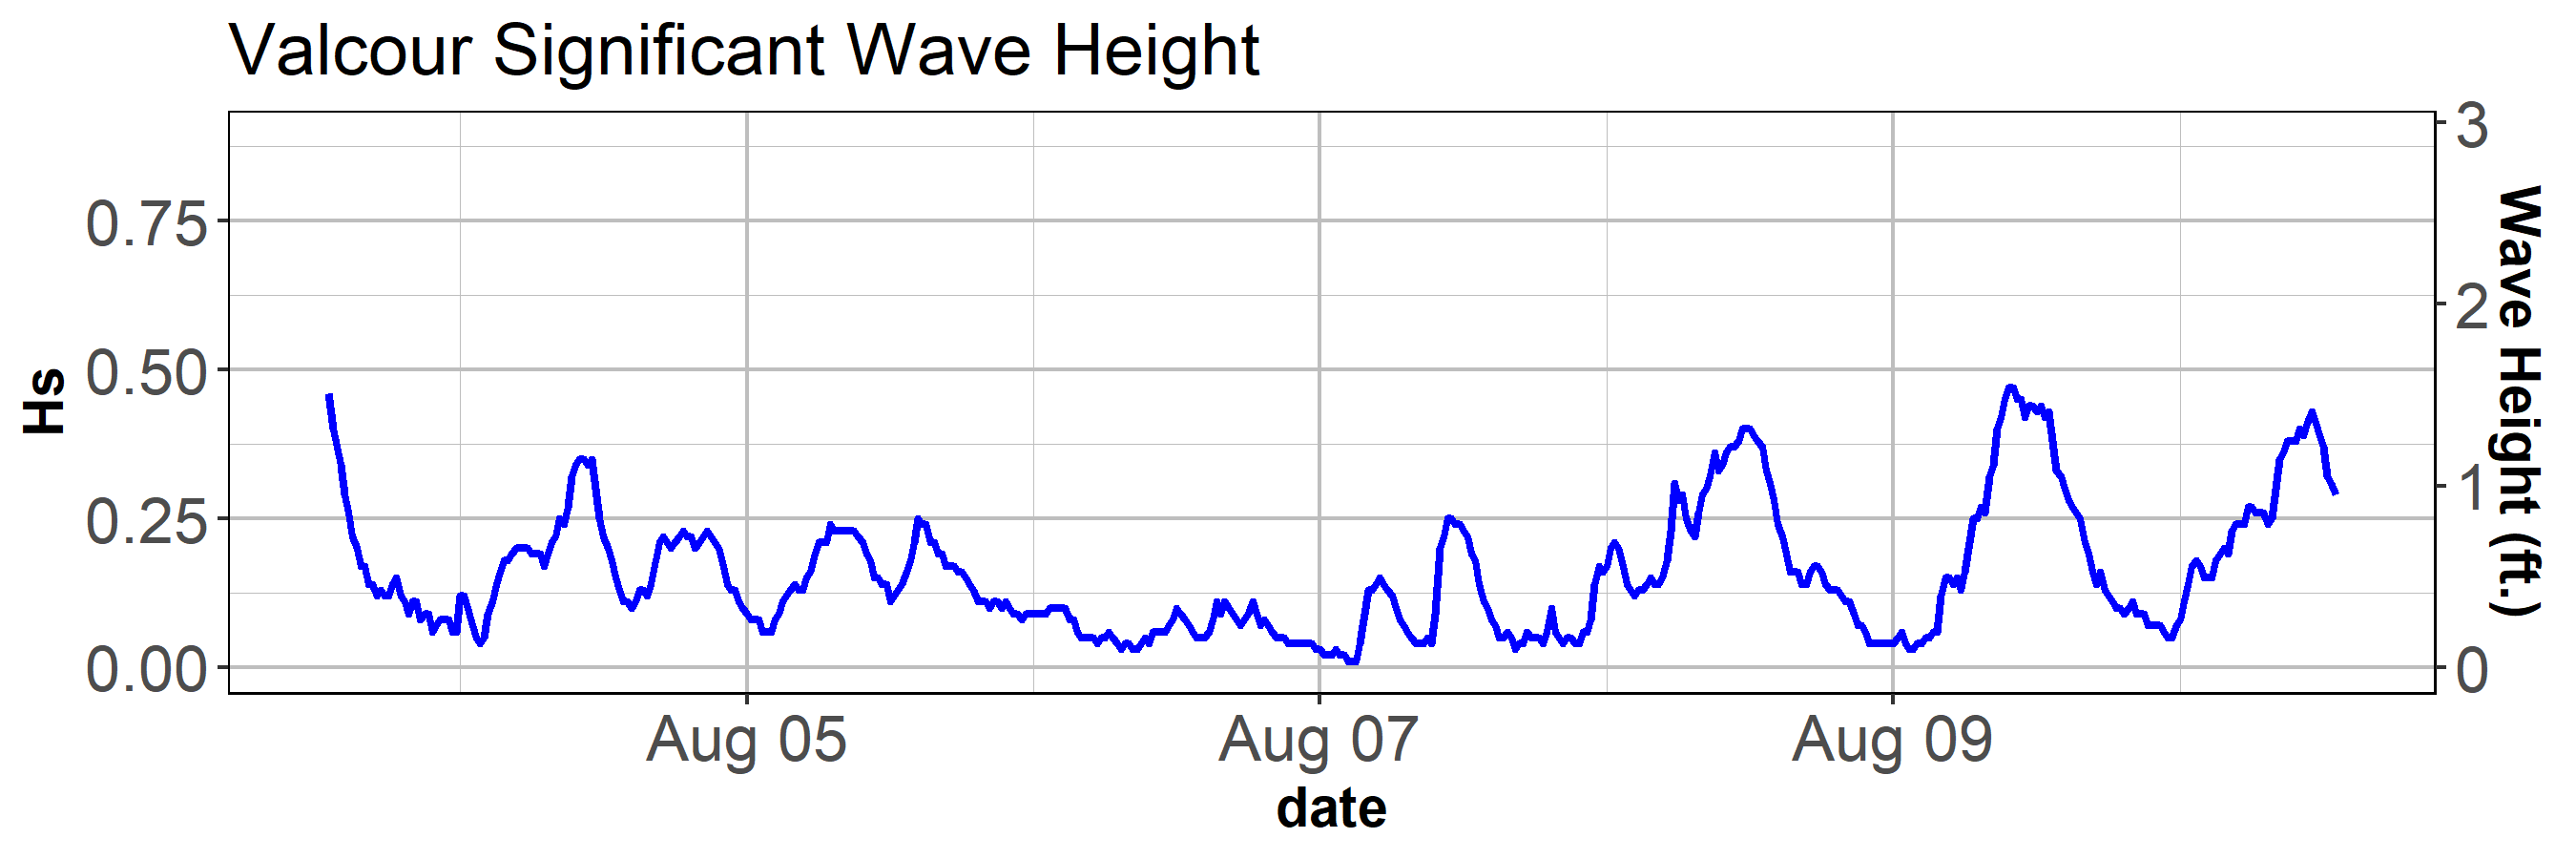 Valcour Significant Wave Height
Hs
0.75
0.50
0.25
0.00
3
2
1
0
Wave Height (ft.)
Aug 05
Aug 07
Aug 09
date